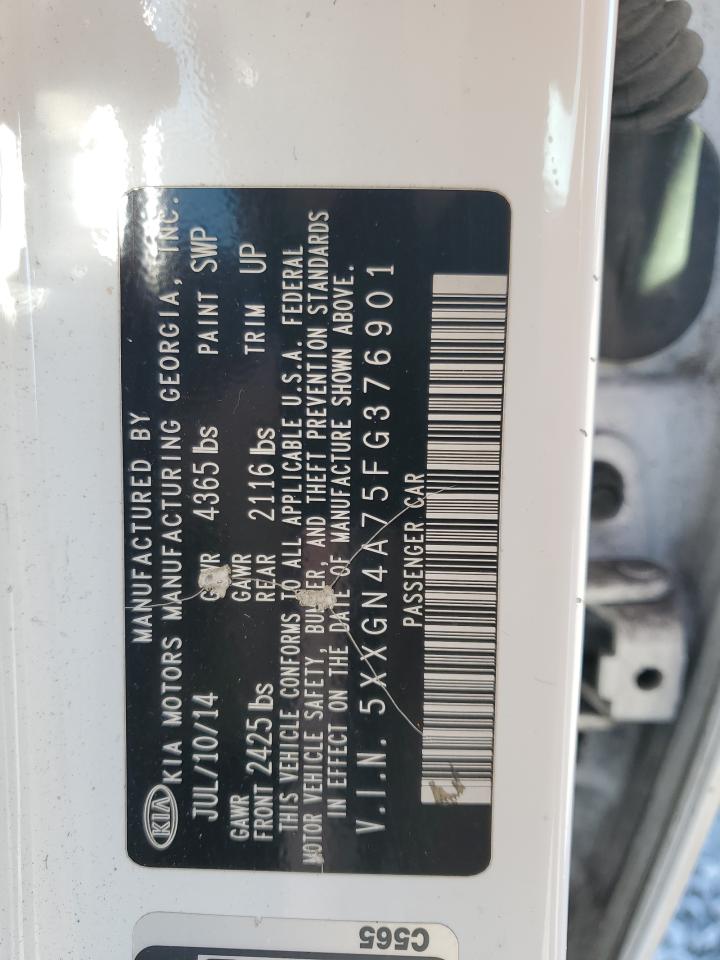 MANUFACTURED BY
KIA KIA MOTORS MANUFACTURING GEORGIA, INC.
JUL/10/14 GVWR 4365 lbs PAINT SWP
GAWR FRONT 2425 lbs GAWR REAR 2116 lbs TRIM UP
THIS VEHICLE CONFORMS TO ALL APPLICABLE U.S.A. FEDERAL
MOTOR VEHICLE SAFETY, BUMPER, AND THEFT PREVENTION STANDARDS
IN EFFECT ON THE DATE OF MANUFACTURE SHOWN ABOVE.
V.I.N. 5XXGN4A75FG376901
PASSENGER CAR
C565